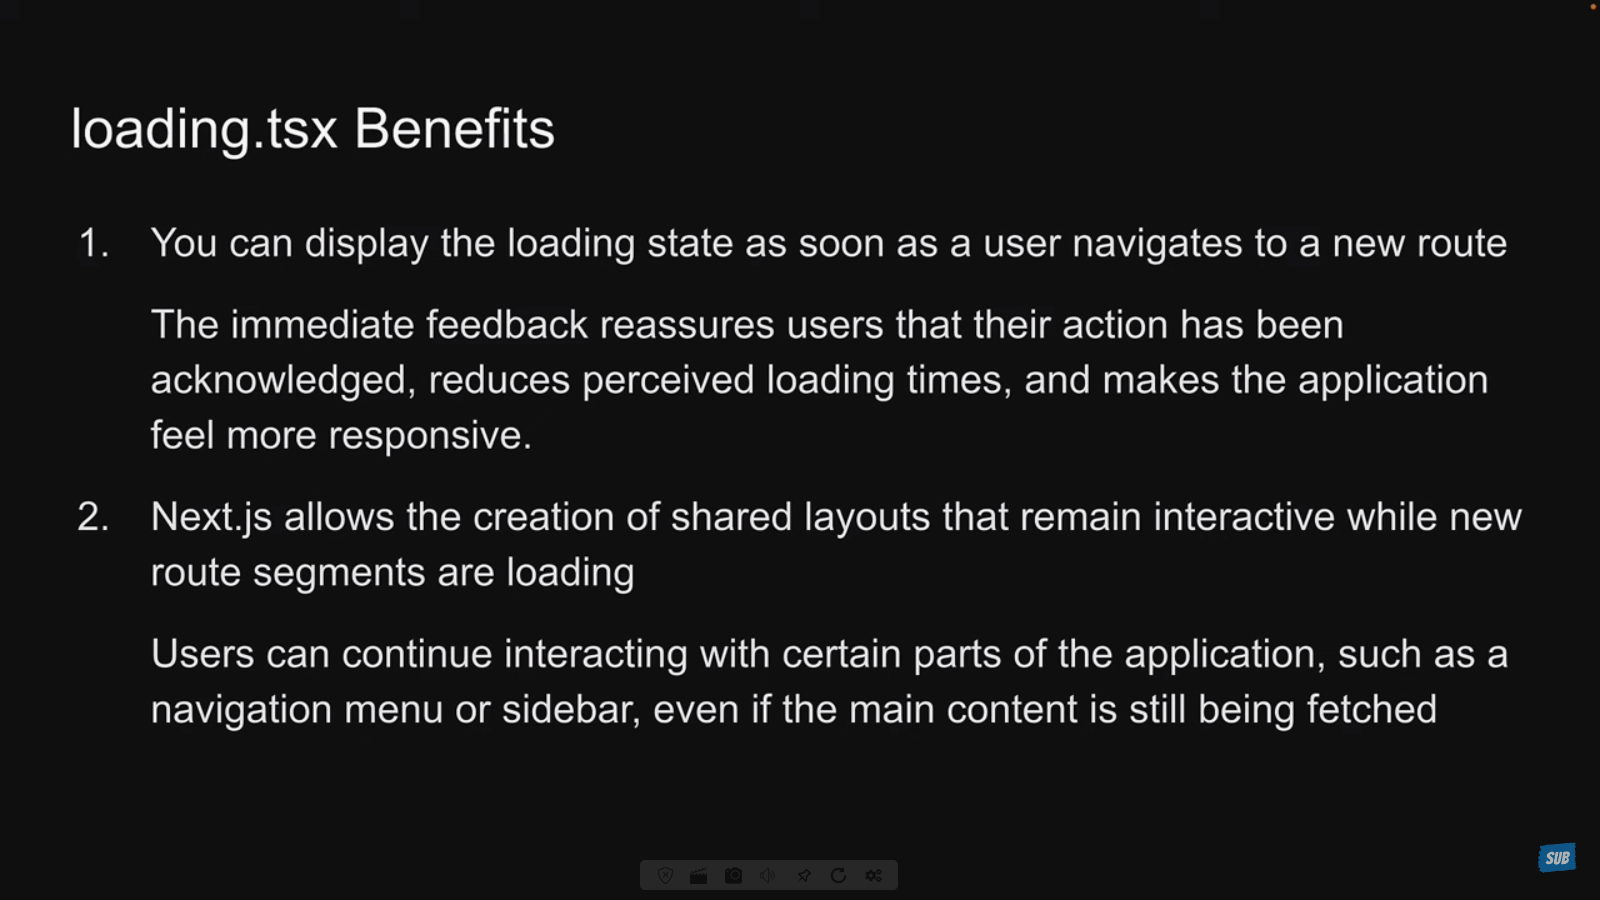 loading.tsx Benefits
1. You can display the loading state as soon as a user navigates to a new route
The immediate feedback reassures users that their action has been
acknowledged, reduces perceived loading times, and makes the application
feel more responsive.
2. Next.js allows the creation of shared layouts that remain interactive while new
route segments are loading
Users can continue interacting with certain parts of the application, such as a
navigation menu or sidebar, even if the main content is still being fetched
SUB